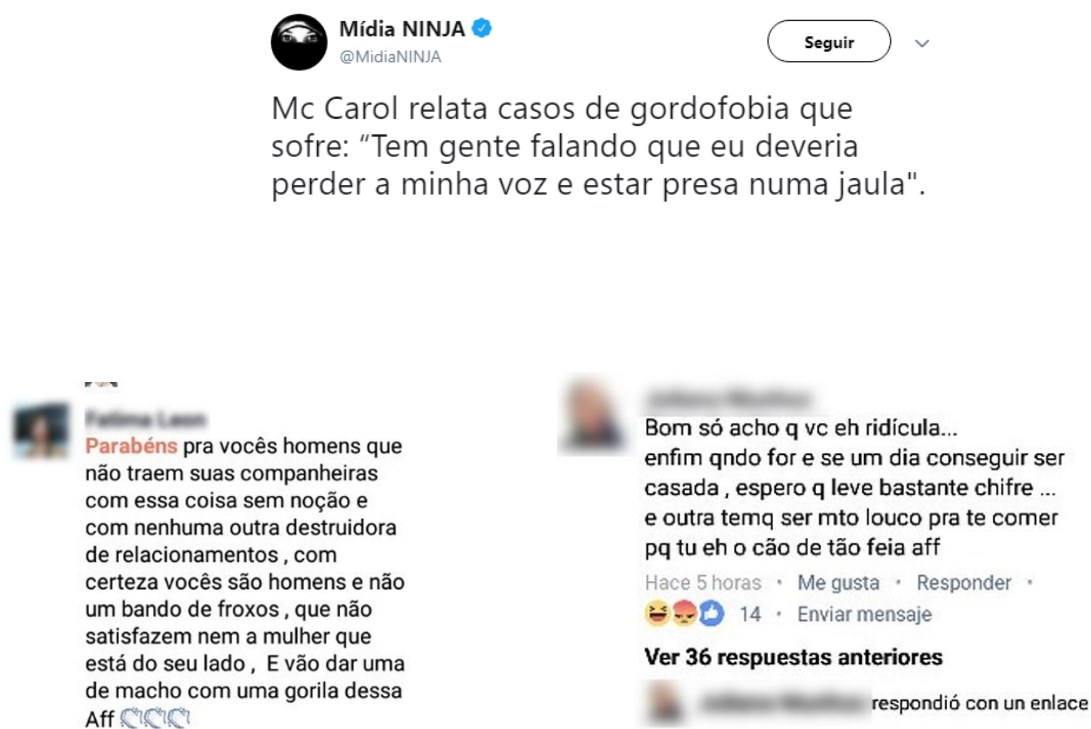 Mídia NINJA
@MidiaNINJA
Seguir
Mc Carol relata casos de gordofobia que
sofre: “Tem gente falando que eu deveria
perder a minha voz e estar presa numa jaula".
Parabéns pra vocês homens que
não traem suas companheiras
com essa coisa sem noção e
com nenhuma outra destruidora
de relacionamentos , com
certeza vocês são homens e não
um bando de froxos , que não
satisfazem nem a mulher que
está do seu lado , E vão dar uma
de macho com uma gorila dessa
Aff
Bom só acho q vc eh ridícula...
enfim qndo for e se um dia conseguir ser
casada , espero q leve bastante chifre ...
e outra temq ser mto louco pra te comer
pq tu eh o cão de tão feia aff
Hace 5 horas · Me gusta · Responder ·
14 · Enviar mensaje
Ver 36 respuestas anteriores
respondió con un enlace